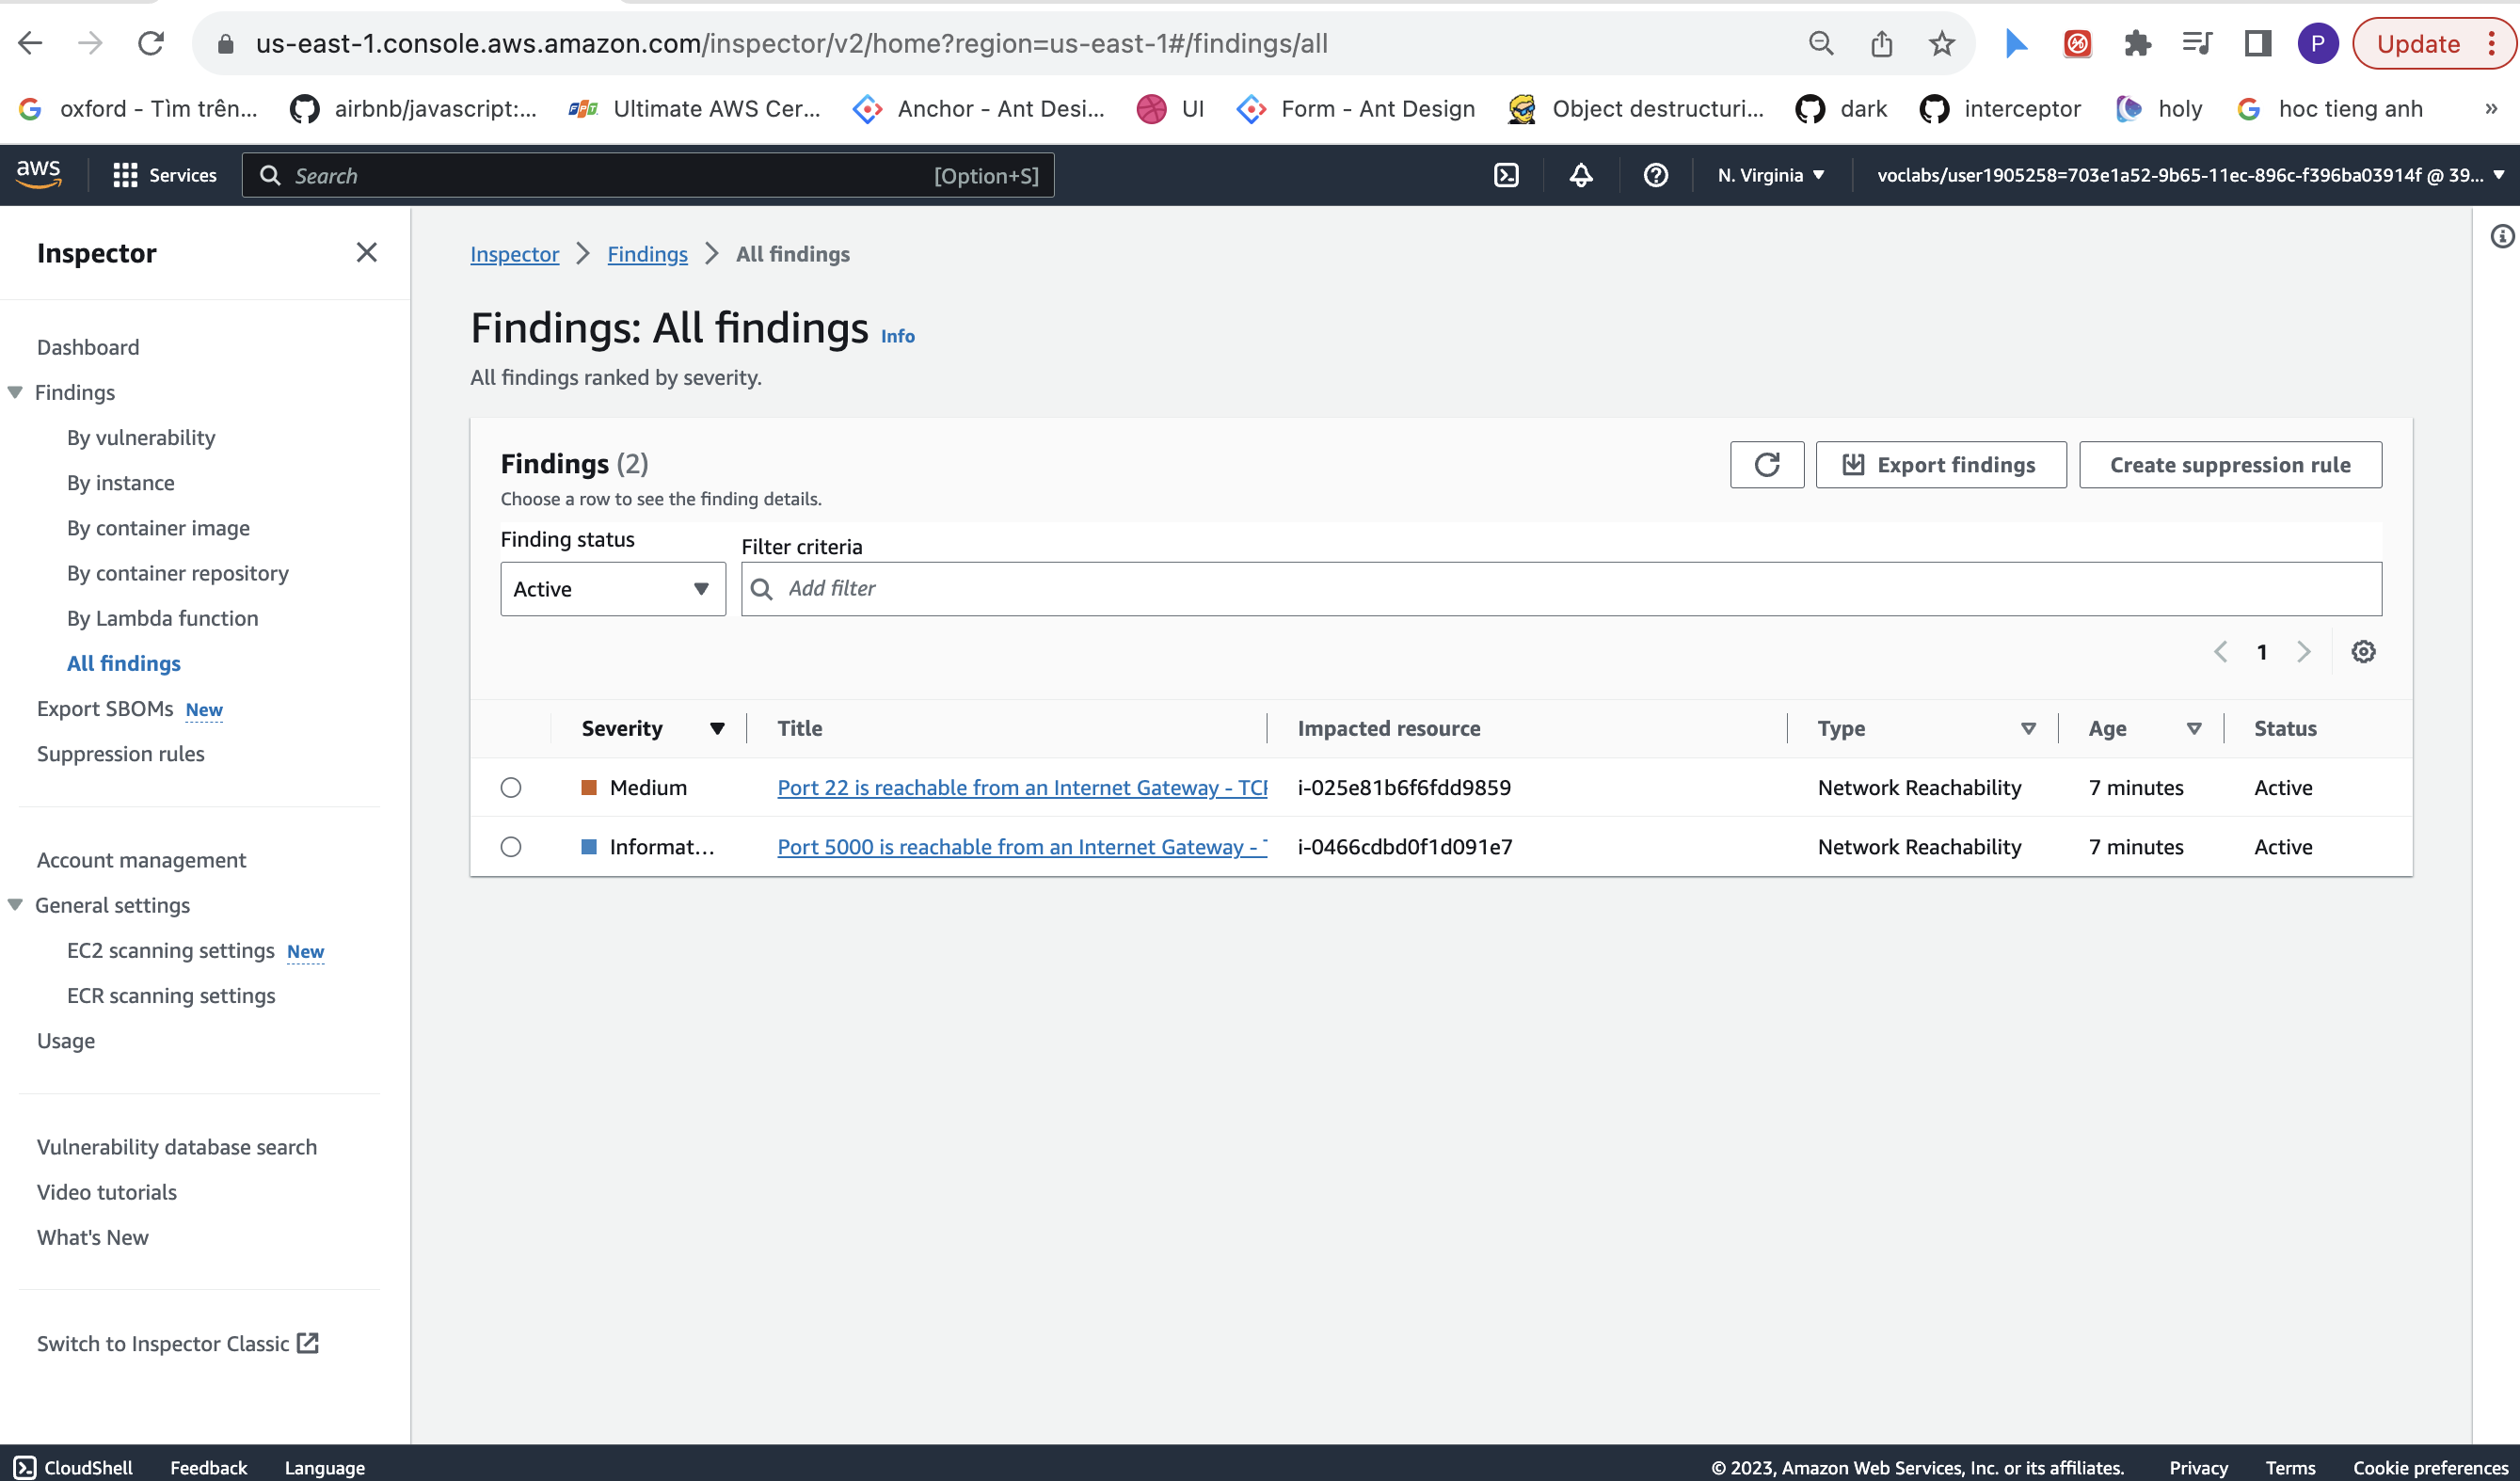 us-east-1.console.aws.amazon.com/inspector/v2/home?region=us-east-1#/findings/all
P
Update
oxford - Tìm trên...
airbnb/javascript:...
FPT
Ultimate AWS Cer...
Anchor - Ant Desi...
UI
Form - Ant Design
Object destructuri...
dark
interceptor
holy
hoc tieng anh
»
aws
Services
Search
[Option+S]
N. Virginia
voclabs/user1905258=703e1a52-9b65-11ec-896c-f396ba03914f @ 39...
Inspector
Dashboard
Findings
By vulnerability
By instance
By container image
By container repository
By Lambda function
All findings
Export SBOMs New
Suppression rules
Account management
General settings
EC2 scanning settings New
ECR scanning settings
Usage
Vulnerability database search
Video tutorials
What's New
Switch to Inspector Classic
Inspector > Findings > All findings
Findings: All findings Info
All findings ranked by severity.
Findings (2)
Choose a row to see the finding details.
Export findings
Create suppression rule
Finding status
Filter criteria
Active
Add filter
1
Severity Title Impacted resource Type Age Status
Medium Port 22 is reachable from an Internet Gateway - TCP i-025e81b6f6fdd9859 Network Reachability 7 minutes Active
Informat... Port 5000 is reachable from an Internet Gateway - i-0466cdbd0f1d091e7 Network Reachability 7 minutes Active
CloudShell Feedback Language
© 2023, Amazon Web Services, Inc. or its affiliates. Privacy Terms Cookie preferences